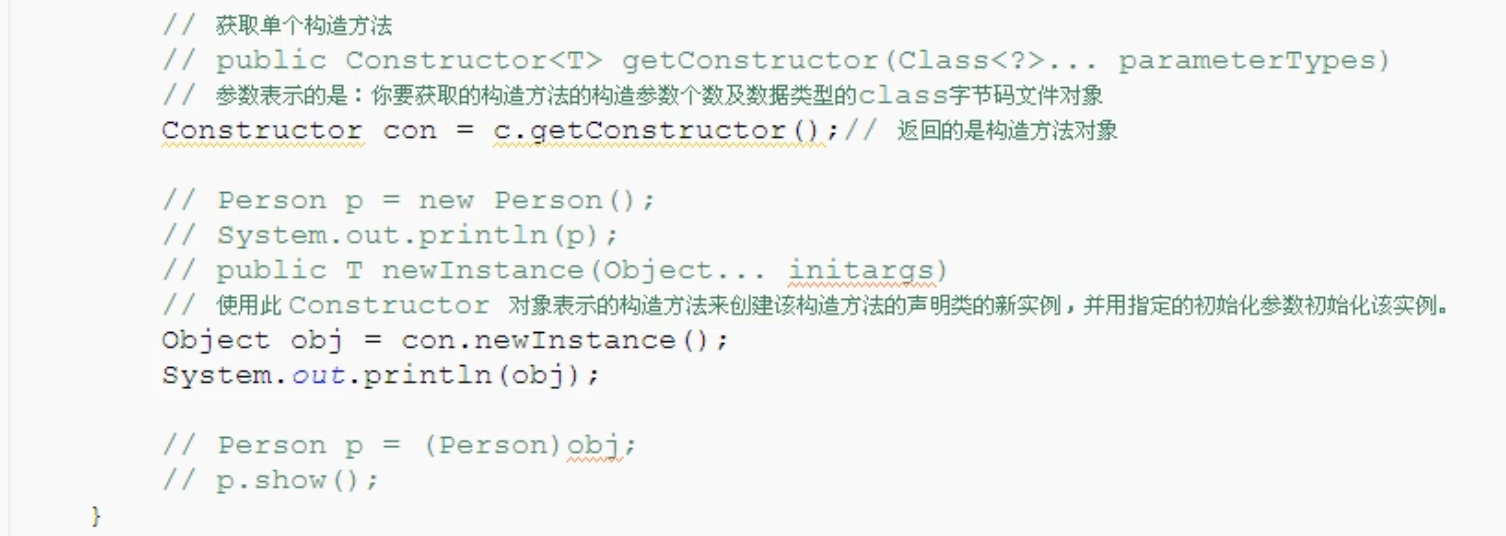 // 获取单个构造方法
// public Constructor<T> getConstructor(Class<?>... parameterTypes)
// 参数表示的是：你要获取的构造方法的构造参数个数及数据类型的class字节码文件对象
Constructor con = c.getConstructor();// 返回的是构造方法对象
// Person p = new Person();
// System.out.println(p);
// public T newInstance(Object... initargs)
// 使用此 Constructor 对象表示的构造方法来创建该构造方法的声明类的新实例，并用指定的初始化参数初始化该实例。
Object obj = con.newInstance();
System.out.println(obj);
// Person p = (Person)obj;
// p.show();
}